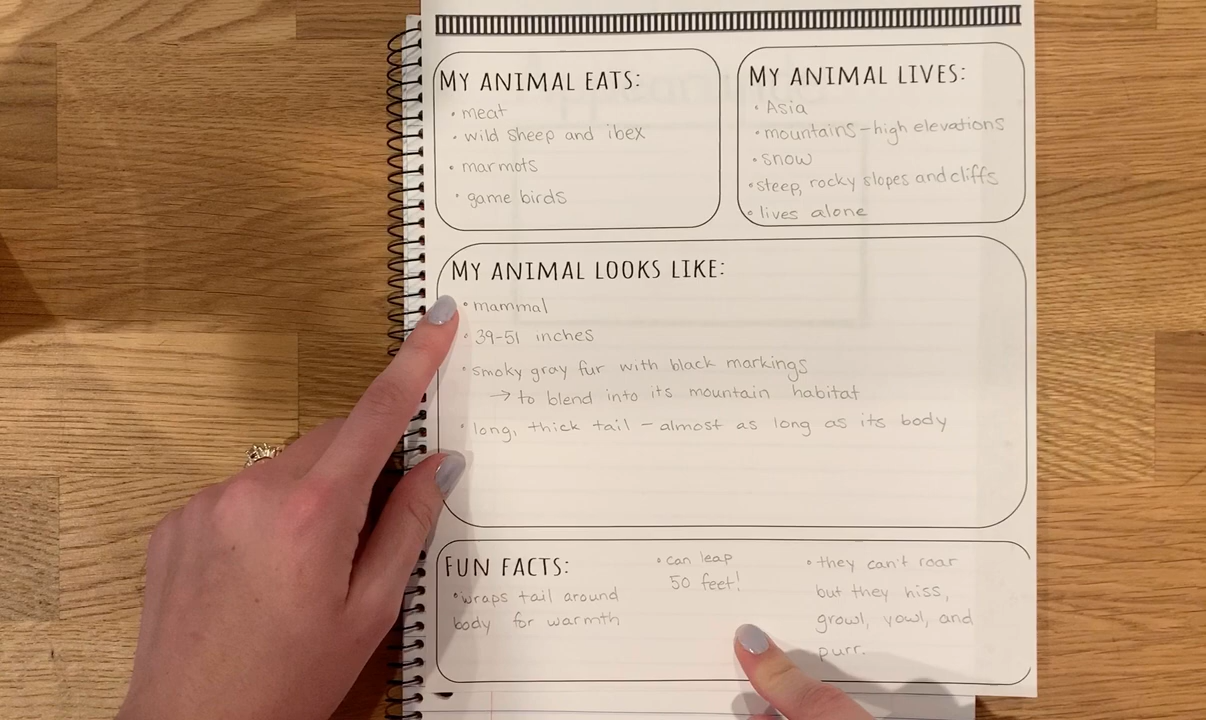 MY ANIMAL EATS:
• meat
• wild sheep and ibex
• marmots
• game birds
MY ANIMAL LIVES:
• Asia
• mountains – high elevations
• snow
• steep, rocky slopes and cliffs
• lives alone
MY ANIMAL LOOKS LIKE:
• mammal
• 39-51 inches
• smoky gray fur with black markings
→ to blend into its mountain habitat
• long, thick tail – almost as long as its body
FUN FACTS:
• wraps tail around
body for warmth
• can leap
50 feet!
• they can't roar
but they hiss,
growl, yowl, and
purr.